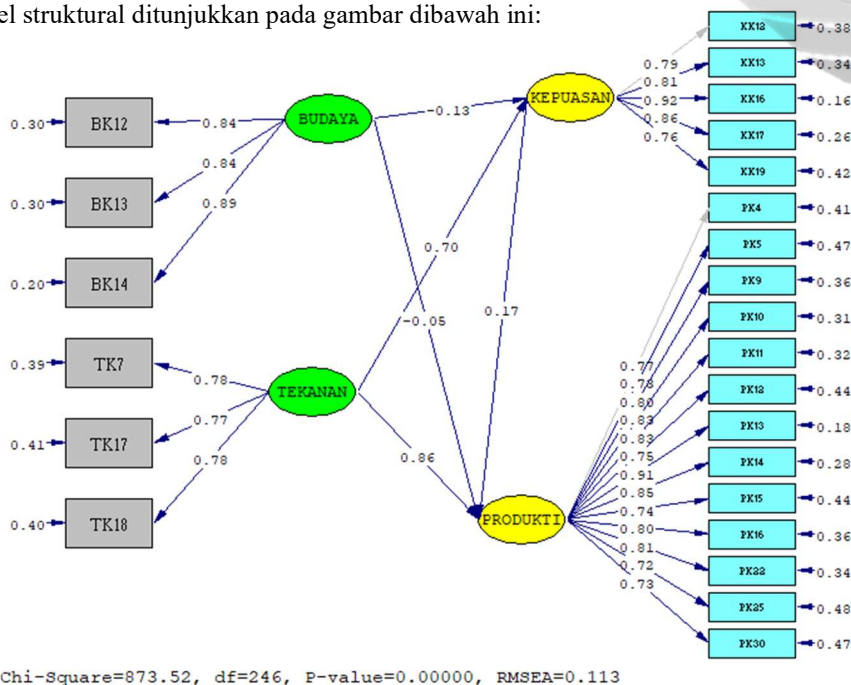 el struktural ditunjukkan pada gambar dibawah ini:
0.30 BK12 0.84
0.30 BK13 0.84
0.20 BK14 0.89
0.39 TK7 0.78
0.41 TK17 0.77
0.40 TK18 0.78
BUDAYA
TEKANAN
-0.13
0.70
-0.05
0.17
0.86
KEPUASAN
PRODUKTI
0.79 KK12 0.38
0.81 KK13 0.34
0.92 KK16 0.16
0.86 KK17 0.26
0.76 KK19 0.42
0.77 PK4 0.41
0.73 PK5 0.47
0.80 PK9 0.36
0.83 PK10 0.31
0.83 PK11 0.32
0.75 PK12 0.44
0.91 PK13 0.18
0.85 PK14 0.28
0.74 PK15 0.44
0.80 PK16 0.36
0.81 PK22 0.34
0.72 PK25 0.48
0.73 PK30 0.47
Chi-Square=873.52, df=246, P-value=0.00000, RMSEA=0.113